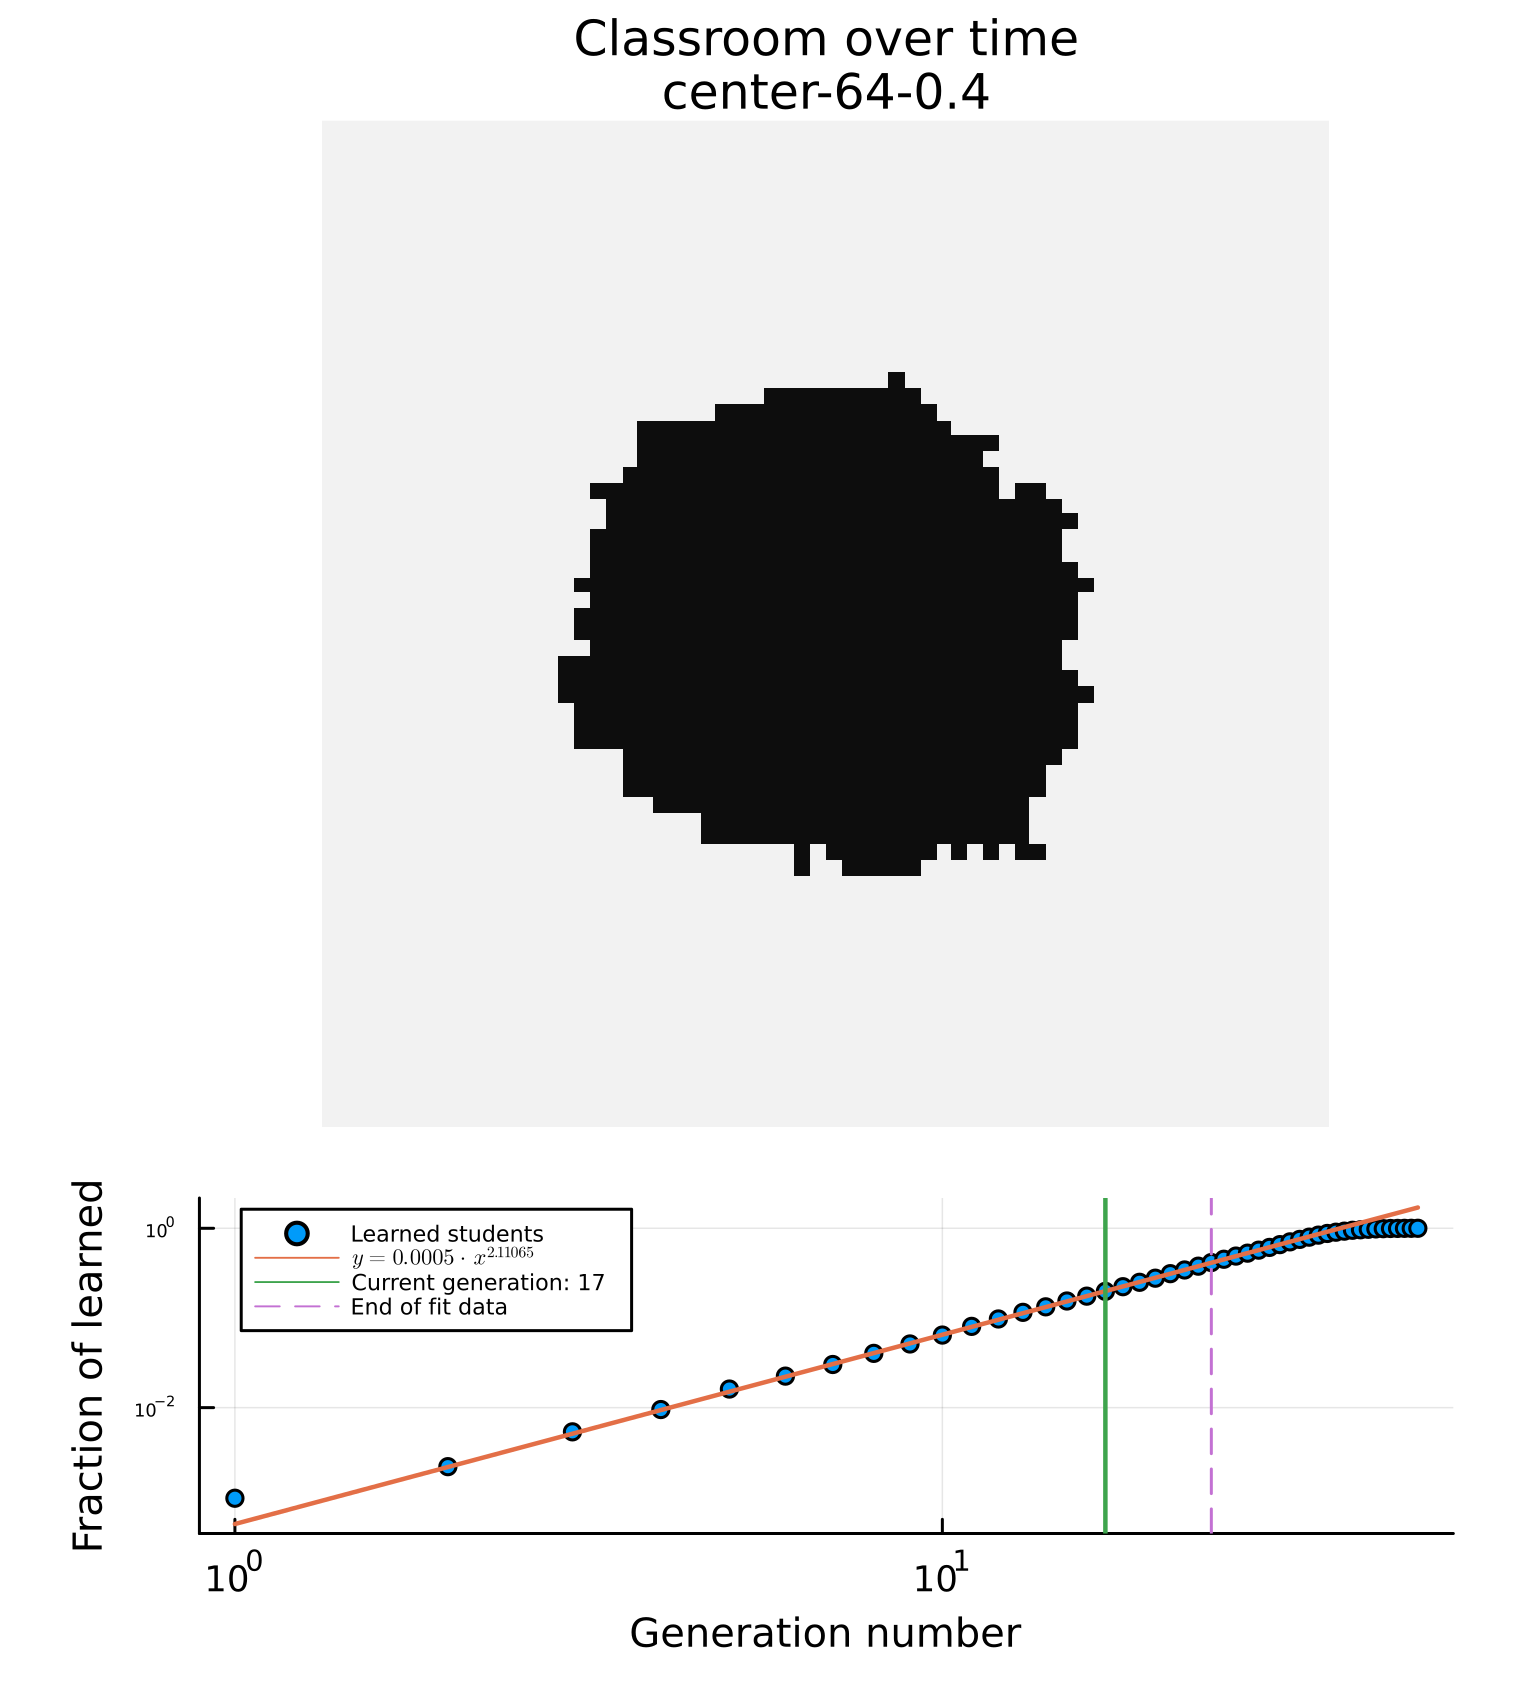 Classroom over time
center-64-0.4
Fraction of learned
10^0
10^-2
Learned students
y = 0.0005 · x^2.11065
Current generation: 17
End of fit data
10^0
10^1
Generation number